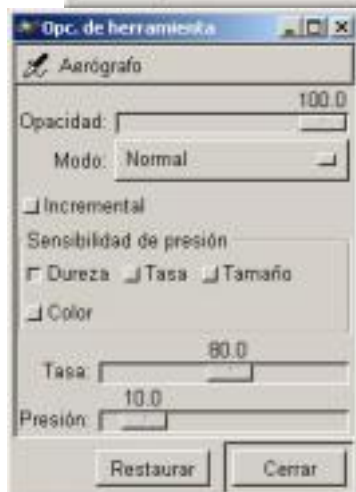 Opc. de herramienta
Aerógrafo
100.0
Opacidad:
Modo: Normal
Incremental
Sensibilidad de presión
Dureza Tasa Tamaño
Color
80.0
Tasa:
10.0
Presión:
Restaurar Cerrar